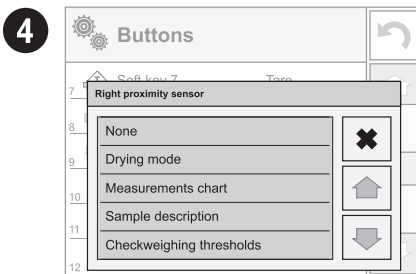 4
Buttons
7 Soft key 7 Tare
Right proximity sensor
8
None
Drying mode
9
Measurements chart
10
Sample description
11
Checkweighing thresholds
12